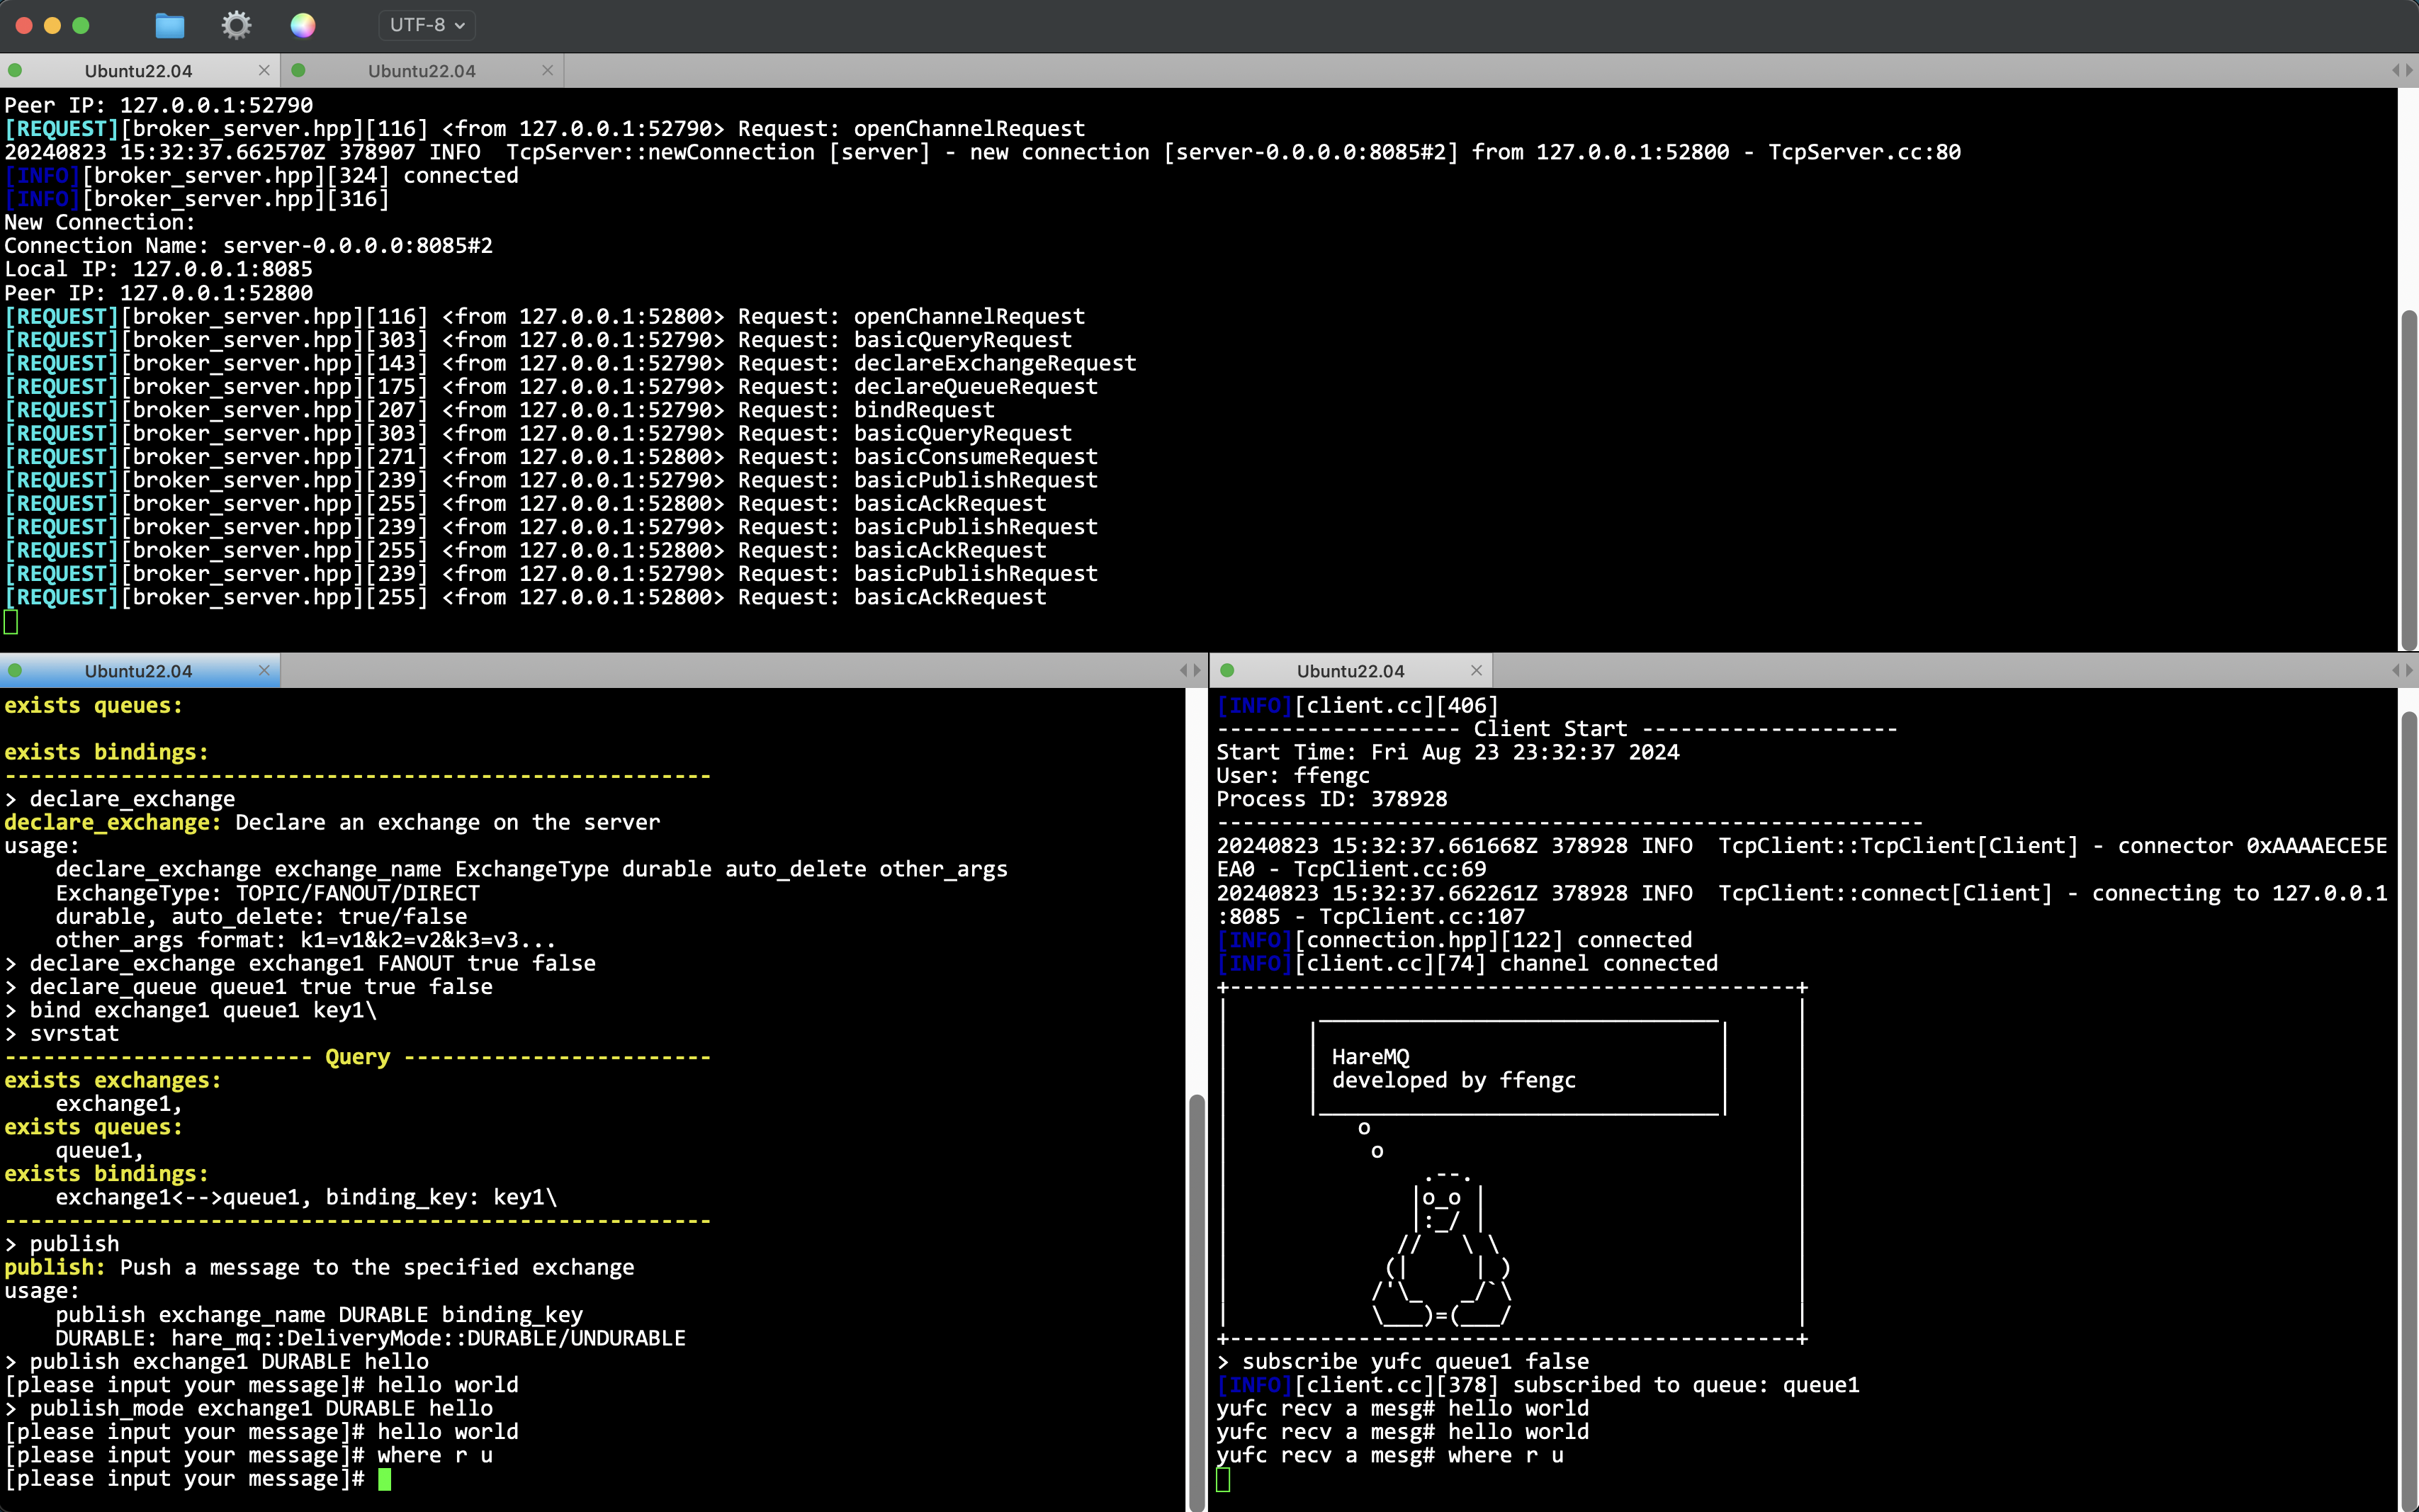 UTF-8
Ubuntu22.04
Ubuntu22.04
Peer IP: 127.0.0.1:52790
[REQUEST][broker_server.hpp][116] <from 127.0.0.1:52790> Request: openChannelRequest
20240823 15:32:37.662570Z 378907 INFO  TcpServer::newConnection [server] - new connection [server-0.0.0.0:8085#2] from 127.0.0.1:52800 - TcpServer.cc:80
[INFO][broker_server.hpp][324] connected
[INFO][broker_server.hpp][316]
New Connection:
Connection Name: server-0.0.0.0:8085#2
Local IP: 127.0.0.1:8085
Peer IP: 127.0.0.1:52800
[REQUEST][broker_server.hpp][116] <from 127.0.0.1:52800> Request: openChannelRequest
[REQUEST][broker_server.hpp][303] <from 127.0.0.1:52790> Request: basicQueryRequest
[REQUEST][broker_server.hpp][143] <from 127.0.0.1:52790> Request: declareExchangeRequest
[REQUEST][broker_server.hpp][175] <from 127.0.0.1:52790> Request: declareQueueRequest
[REQUEST][broker_server.hpp][207] <from 127.0.0.1:52790> Request: bindRequest
[REQUEST][broker_server.hpp][303] <from 127.0.0.1:52790> Request: basicQueryRequest
[REQUEST][broker_server.hpp][271] <from 127.0.0.1:52800> Request: basicConsumeRequest
[REQUEST][broker_server.hpp][239] <from 127.0.0.1:52790> Request: basicPublishRequest
[REQUEST][broker_server.hpp][255] <from 127.0.0.1:52800> Request: basicAckRequest
[REQUEST][broker_server.hpp][239] <from 127.0.0.1:52790> Request: basicPublishRequest
[REQUEST][broker_server.hpp][255] <from 127.0.0.1:52800> Request: basicAckRequest
[REQUEST][broker_server.hpp][239] <from 127.0.0.1:52790> Request: basicPublishRequest
[REQUEST][broker_server.hpp][255] <from 127.0.0.1:52800> Request: basicAckRequest
Ubuntu22.04
exists queues:
exists bindings:
-------------------------------------------------------
> declare_exchange
declare_exchange: Declare an exchange on the server
usage:
    declare_exchange exchange_name ExchangeType durable auto_delete other_args
    ExchangeType: TOPIC/FANOUT/DIRECT
    durable, auto_delete: true/false
    other_args format: k1=v1&k2=v2&k3=v3...
> declare_exchange exchange1 FANOUT true false
> declare_queue queue1 true true false
> bind exchange1 queue1 key1\
> svrstat
------------------------ Query ------------------------
exists exchanges:
    exchange1,
exists queues:
    queue1,
exists bindings:
    exchange1<-->queue1, binding_key: key1\
-------------------------------------------------------
> publish
publish: Push a message to the specified exchange
usage:
    publish exchange_name DURABLE binding_key
    DURABLE: hare_mq::DeliveryMode::DURABLE/UNDURABLE
> publish exchange1 DURABLE hello
[please input your message]# hello world
> publish_mode exchange1 DURABLE hello
[please input your message]# hello world
[please input your message]# where r u
[please input your message]#
Ubuntu22.04
[INFO][client.cc][406]
------------------- Client Start --------------------
Start Time: Fri Aug 23 23:32:37 2024
User: ffengc
Process ID: 378928
-------------------------------------------------------
20240823 15:32:37.661668Z 378928 INFO  TcpClient::TcpClient[Client] - connector 0xAAAAECE5E
EA0 - TcpClient.cc:69
20240823 15:32:37.662261Z 378928 INFO  TcpClient::connect[Client] - connecting to 127.0.0.1
:8085 - TcpClient.cc:107
[INFO][connection.hpp][122] connected
[INFO][client.cc][74] channel connected
HareMQ
developed by ffengc
> subscribe yufc queue1 false
[INFO][client.cc][378] subscribed to queue: queue1
yufc recv a mesg# hello world
yufc recv a mesg# hello world
yufc recv a mesg# where r u